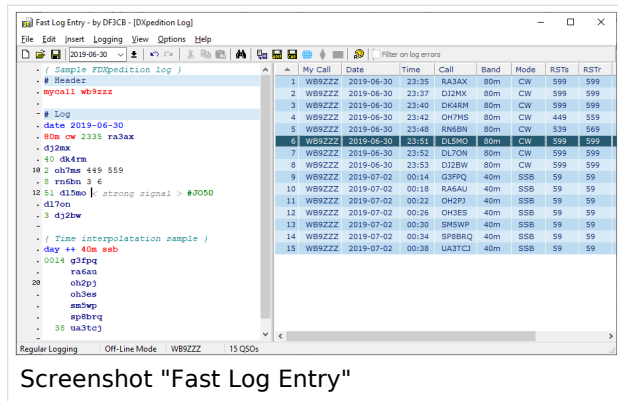 Fast Log Entry - by DF3CB - [DXpedition Log]
File Edit Insert Logging View Options Help
2019-06-30 Filter on log errors
{ Sample FDXpedition log }
# Header
mycall wb9zzz
# Log
date 2019-06-30
80m cw 2335 ra3ax
dj2mx
40 dk4rm
10 2 oh7ms 449 559
8 rn6bn 3 6
12 51 dl5mo < strong signal > #JO50
dl7on
3 dj2bw
{ Time interpolatation sample }
day ++ 40m ssb
0014 g3fpq
ra6au
20 oh2pj
oh3es
sm5wp
sp8brq
38 ua3tcj
My Call Date Time Call Band Mode RSTs RSTr
1 WB9ZZZ 2019-06-30 23:35 RA3AX 80m CW 599 599
2 WB9ZZZ 2019-06-30 23:37 DJ2MX 80m CW 599 599
3 WB9ZZZ 2019-06-30 23:40 DK4RM 80m CW 599 599
4 WB9ZZZ 2019-06-30 23:42 OH7MS 80m CW 449 559
5 WB9ZZZ 2019-06-30 23:48 RN6BN 80m CW 539 569
6 WB9ZZZ 2019-06-30 23:51 DL5MO 80m CW 599 599
7 WB9ZZZ 2019-06-30 23:52 DL7ON 80m CW 599 599
8 WB9ZZZ 2019-06-30 23:53 DJ2BW 80m CW 599 599
9 WB9ZZZ 2019-07-02 00:14 G3FPQ 40m SSB 59 59
10 WB9ZZZ 2019-07-02 00:18 RA6AU 40m SSB 59 59
11 WB9ZZZ 2019-07-02 00:22 OH2PJ 40m SSB 59 59
12 WB9ZZZ 2019-07-02 00:26 OH3ES 40m SSB 59 59
13 WB9ZZZ 2019-07-02 00:30 SM5WP 40m SSB 59 59
14 WB9ZZZ 2019-07-02 00:34 SP8BRQ 40m SSB 59 59
15 WB9ZZZ 2019-07-02 00:38 UA3TCJ 40m SSB 59 59
Regular Logging Off-Line Mode WB9ZZZ 15 QSOs
Screenshot "Fast Log Entry"